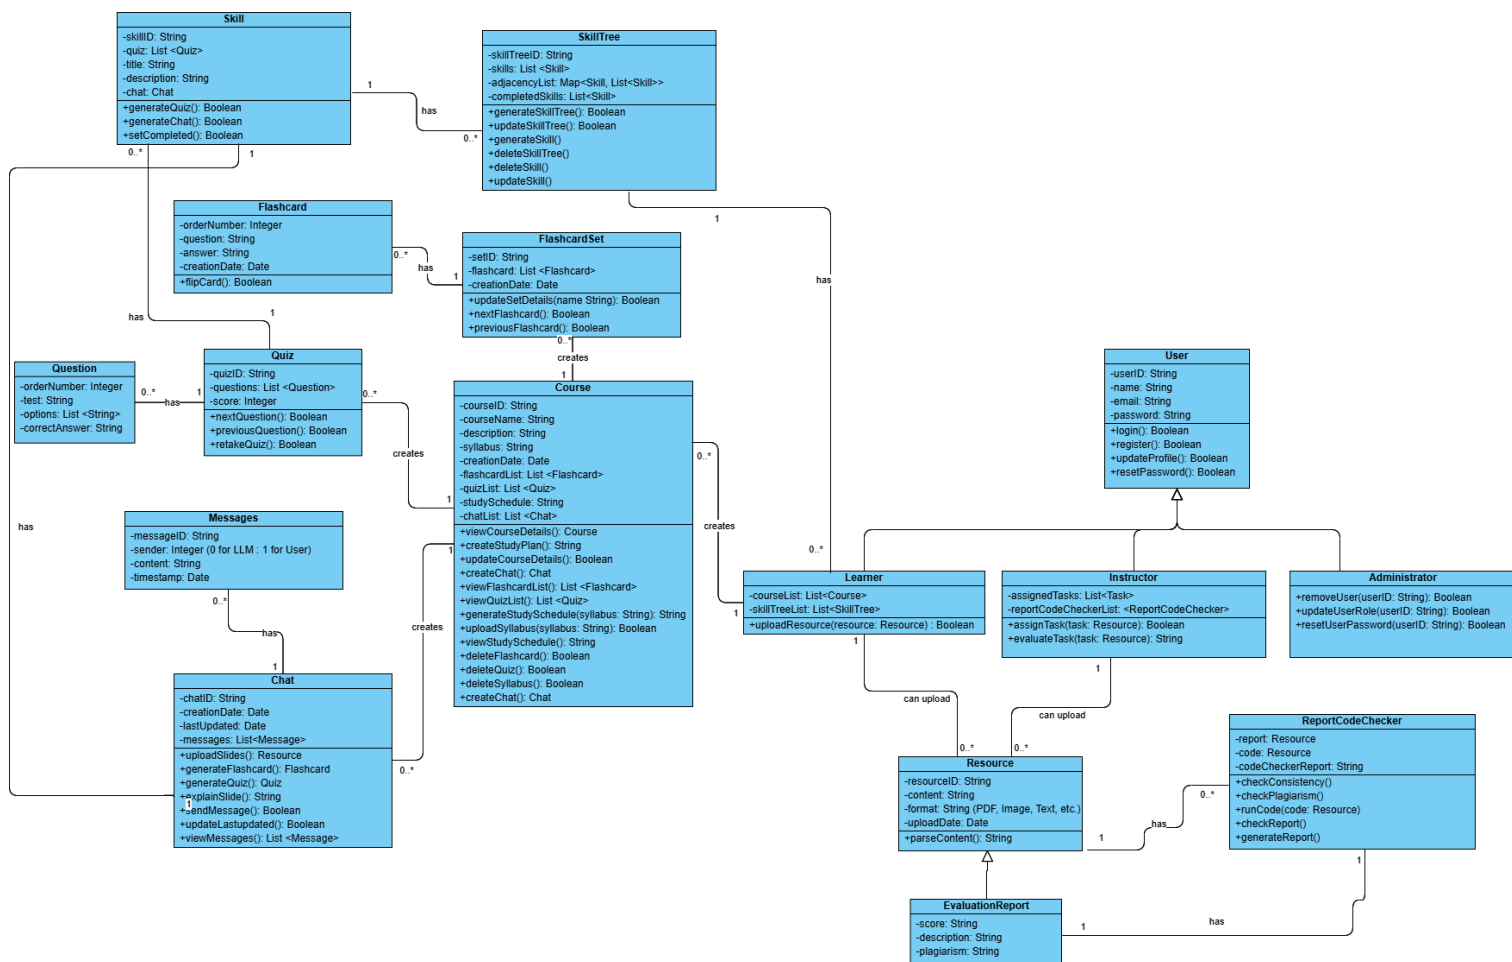 Skill
-skillID: String
-quiz: List <Quiz>
-title: String
-description: String
-chat: Chat
+generateQuiz(): Boolean
+generateChat(): Boolean
+setCompleted(): Boolean
0..*
1
1
has
0..*
SkillTree
-skillTreeID: String
-skills: List <Skill>
-adjacencyList: Map<Skill, List<Skill>>
-completedSkills: List<Skill>
+generateSkillTree(): Boolean
+updateSkillTree(): Boolean
+generateSkill()
+deleteSkillTree()
+deleteSkill()
+updateSkill()
1
has
0..*
Flashcard
-orderNumber: Integer
-question: String
-answer: String
-creationDate: Date
+flipCard(): Boolean
0..*
has
1
FlashcardSet
-setID: String
-flashcard: List <Flashcard>
-creationDate: Date
+updateSetDetails(name String): Boolean
+nextFlashcard(): Boolean
+previousFlashcard(): Boolean
0..*
creates
1
has
1
Question
-orderNumber: Integer
-test: String
-options: List <String>
-correctAnswer: String
0..*
has
1
Quiz
-quizID: String
-questions: List <Question>
-score: Integer
+nextQuestion(): Boolean
+previousQuestion(): Boolean
+retakeQuiz(): Boolean
0..*
creates
1
Course
-courseID: String
-courseName: String
-description: String
-syllabus: String
-creationDate: Date
-flashcardList: List <Flashcard>
-quizList: List <Quiz>
-studySchedule: String
-chatList: List <Chat>
+viewCourseDetails(): Course
+createStudyPlan(): String
+updateCourseDetails(): Boolean
+createChat(): Chat
+viewFlashcardList(): List <Flashcard>
+viewQuizList(): List <Quiz>
+generateStudySchedule(syllabus: String): String
+uploadSyllabus(syllabus: String): Boolean
+viewStudySchedule(): String
+deleteFlashcard(): Boolean
+deleteQuiz(): Boolean
+deleteSyllabus(): Boolean
+createChat(): Chat
0..*
creates
1
User
-userID: String
-name: String
-email: String
-password: String
+login(): Boolean
+register(): Boolean
+updateProfile(): Boolean
+resetPassword(): Boolean
has
Messages
-messageID: String
-sender: Integer (0 for LLM : 1 for User)
-content: String
-timestamp: Date
0..*
has
1
1
creates
0..*
Chat
-chatID: String
-creationDate: Date
-lastUpdated: Date
-messages: List<Message>
+uploadSlides(): Resource
+generateFlashcard(): Flashcard
+generateQuiz(): Quiz
+explainSlide(): String
1
+sendMessage(): Boolean
+updateLastupdated(): Boolean
+viewMessages(): List <Message>
Learner
-courseList: List<Course>
-skillTreeList: List<SkillTree>
+uploadResource(resource: Resource) : Boolean
1
can upload
0..*
Instructor
-assignedTasks: List<Task>
-reportCodeCheckerList: <ReportCodeChecker>
+assignTask(task: Resource): Boolean
+evaluateTask(task: Resource): String
1
can upload
0..*
Administrator
+removeUser(userID: String): Boolean
+updateUserRole(userID: String): Boolean
+resetUserPassword(userID: String): Boolean
Resource
-resourceID: String
-content: String
-format: String (PDF, Image, Text, etc.)
-uploadDate: Date
+parseContent(): String
1
has
0..*
ReportCodeChecker
-report: Resource
-code: Resource
-codeCheckerReport: String
+checkConsistency()
+checkPlagiarism()
+runCode(code: Resource)
+checkReport()
+generateReport()
1
has
1
EvaluationReport
-score: String
-description: String
-plagiarism: String